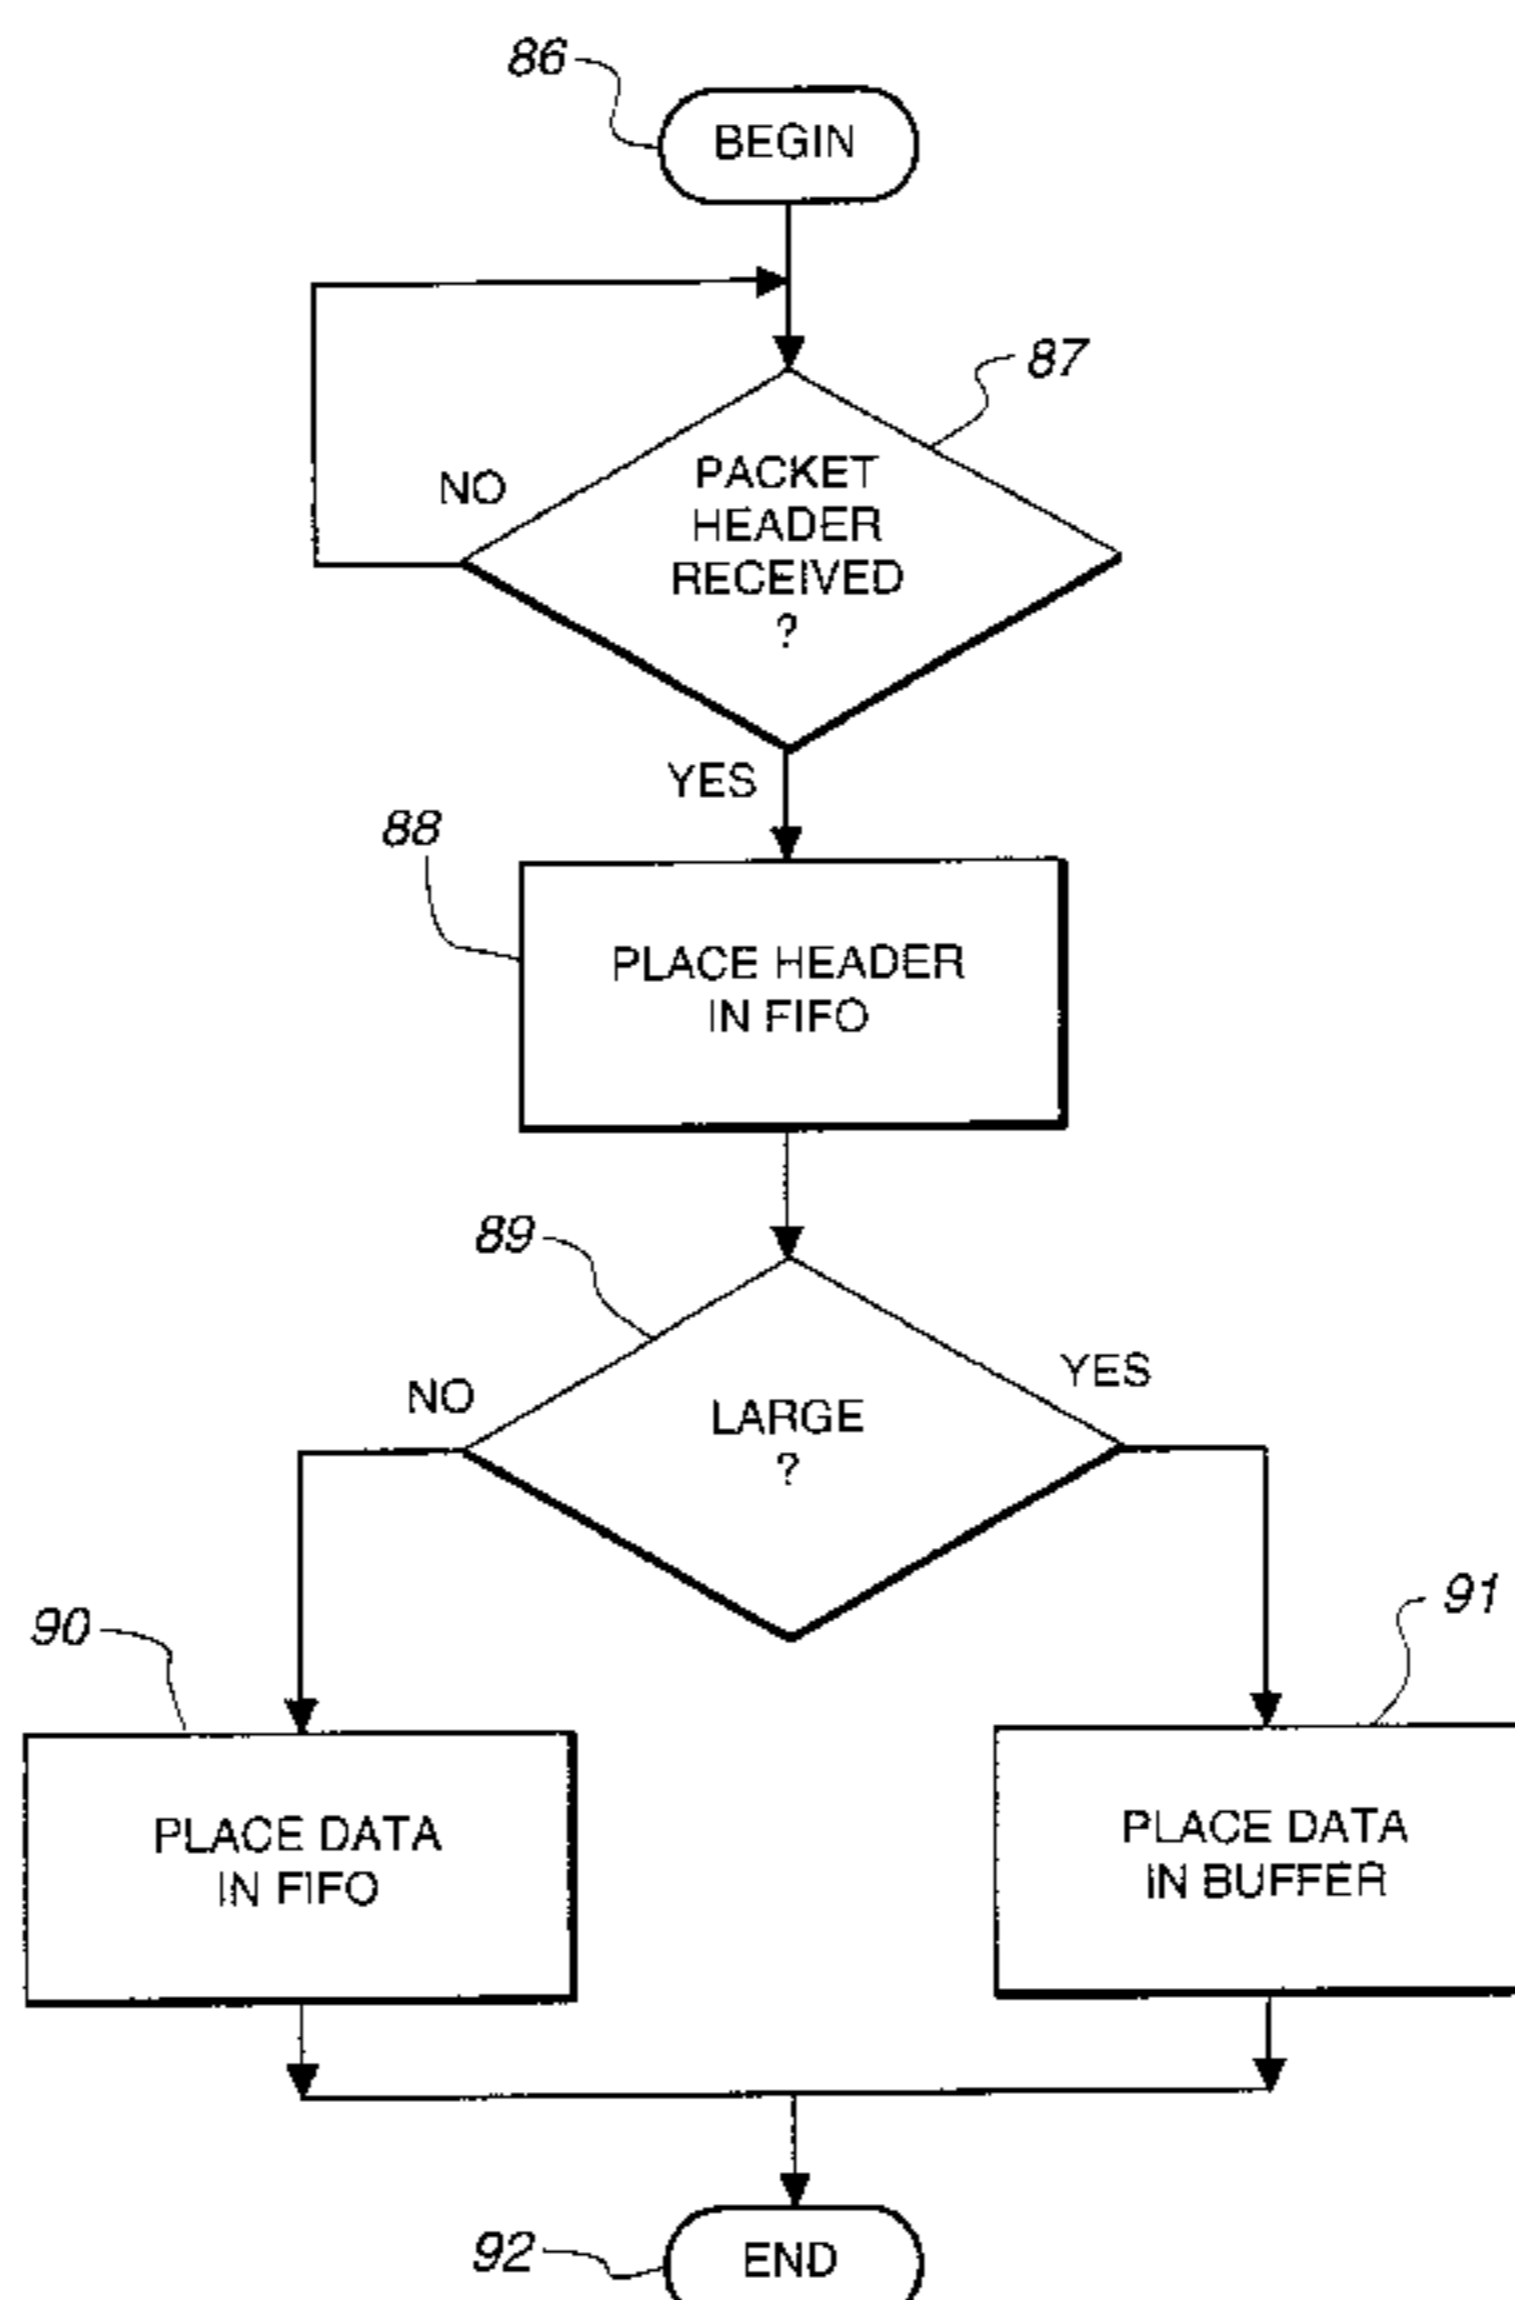 86
BEGIN
87
NO
PACKET
HEADER
RECEIVED
?
YES
88
PLACE HEADER
IN FIFO
89
NO
LARGE
?
YES
90
91
PLACE DATA
IN FIFO
PLACE DATA
IN BUFFER
92
END